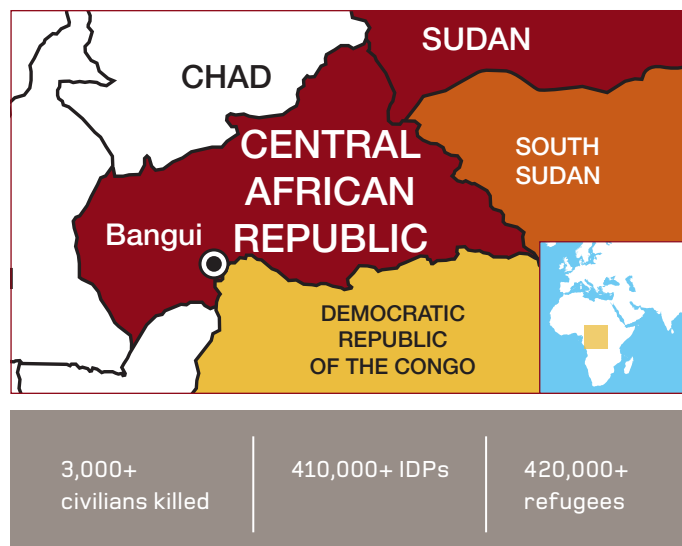 SUDAN
CHAD
CENTRAL
AFRICAN
REPUBLIC
SOUTH
SUDAN
Bangui
DEMOCRATIC
REPUBLIC
OF THE CONGO
3,000+
civilians killed
410,000+ IDPs
420,000+
refugees